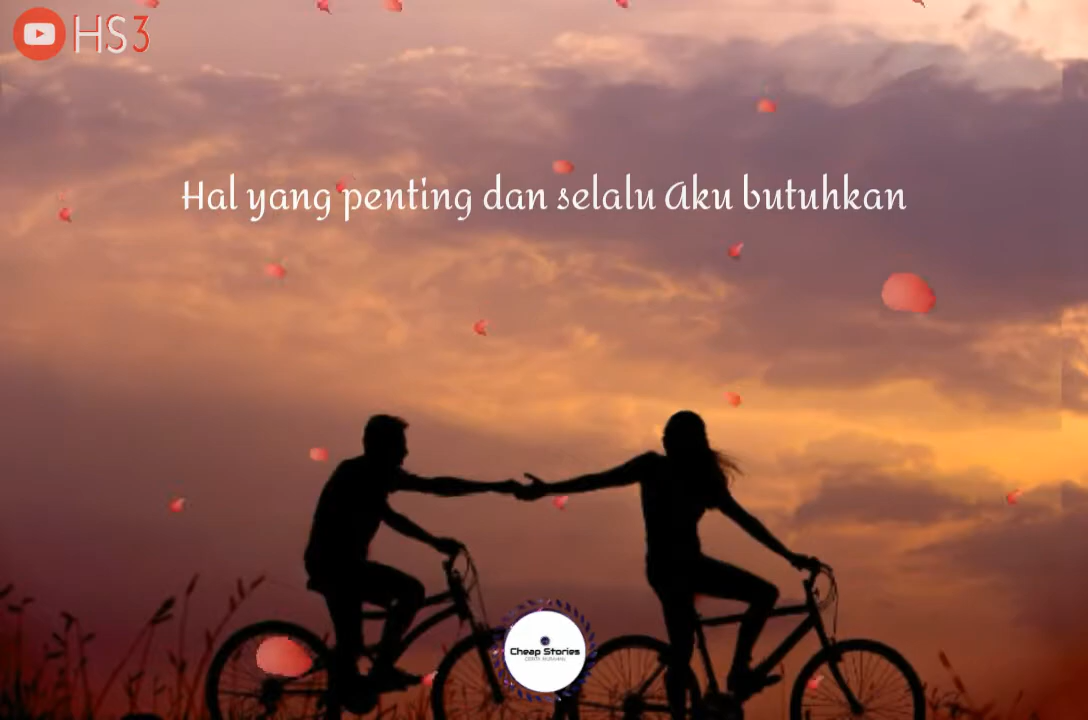 HS3
Hal yang penting dan selalu Aku butuhkan
Cheap Stories